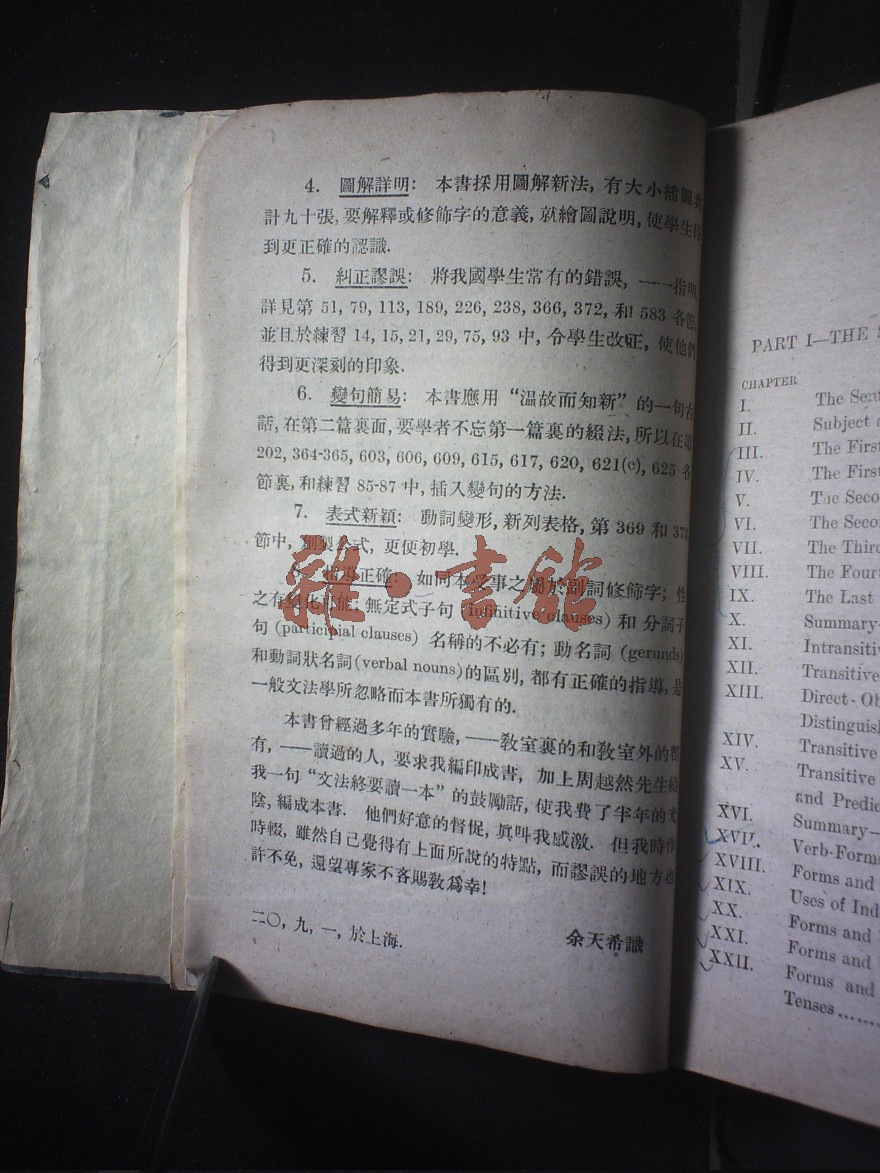 4. 圖解詳明: 本書採用圖解新法, 有大小插圖共
計九十張, 要解釋或修飾字的意義, 就繪圖說明, 使學生得
到更正確的認識.
5. 糾正謬誤: 將我國學生常有的錯誤, 一一指明,
詳見第 51, 79, 113, 189, 226, 238, 366, 372, 和 583 各節,
並且於練習 14, 15, 21, 29, 75, 93 中, 令學生改正, 使他們
得到更深刻的印象.
6. 變句簡易: 本書應用 “温故而知新” 的一句古
話, 在第二篇裏面, 要學者不忘第一篇裏的綴法, 所以在第
202, 364-365, 603, 606, 609, 615, 617, 620, 621(c), 625 各
節裏, 和練習 85-87 中, 插入變句的方法.
7. 表式新穎: 動詞變形, 新列表格, 第 369 和 373
節中, 創製公式, 更便初學.
8. 指導正確: 如同本受事之屬於副詞修飾字; 性
之有變化可能; 無定式子句 (infinitive clauses) 和 分詞子
句 (participial clauses) 名稱的不必有; 動名詞 (gerunds)
和動詞狀名詞 (verbal nouns) 的區別, 都有正確的指導, 是
一般文法學所忽略而本書所獨有的.
本書曾經過多年的實驗, ——教室裏的和教室外的都
有, ——讀過的人, 要求我編印成書, 加上周越然先生給
我一句 “文法終要讀一本” 的鼓勵話, 使我費了半年的光
陰, 編成本書. 他們好意的督促, 真叫我感激. 但我時作
時輟, 雖然自己覺得有上面所說的特點, 而謬誤的地方也
許不免, 還望專家不吝賜教爲幸!
二〇, 九, 一, 於上海. 余天希識
雜·書館
PART I—THE
CHAPTER
I. The Sen
II. Subject
III. The First
IV. The First
V. The Seco
VI. The Seco
VII. The Third
VIII. The Four
IX. The Last
X. Summary—
XI. Intransiti
XII. Transitive
XIII. Direct Ob
Distinguis
XIV. Transitive
XV. Transitive
and Predic
XVI. Summary—
XVII. Verb-Forms
XVIII. Forms and
XIX. Uses of Ind
XX. Forms and
XXI. Forms and
XXII. Forms and
Tenses......